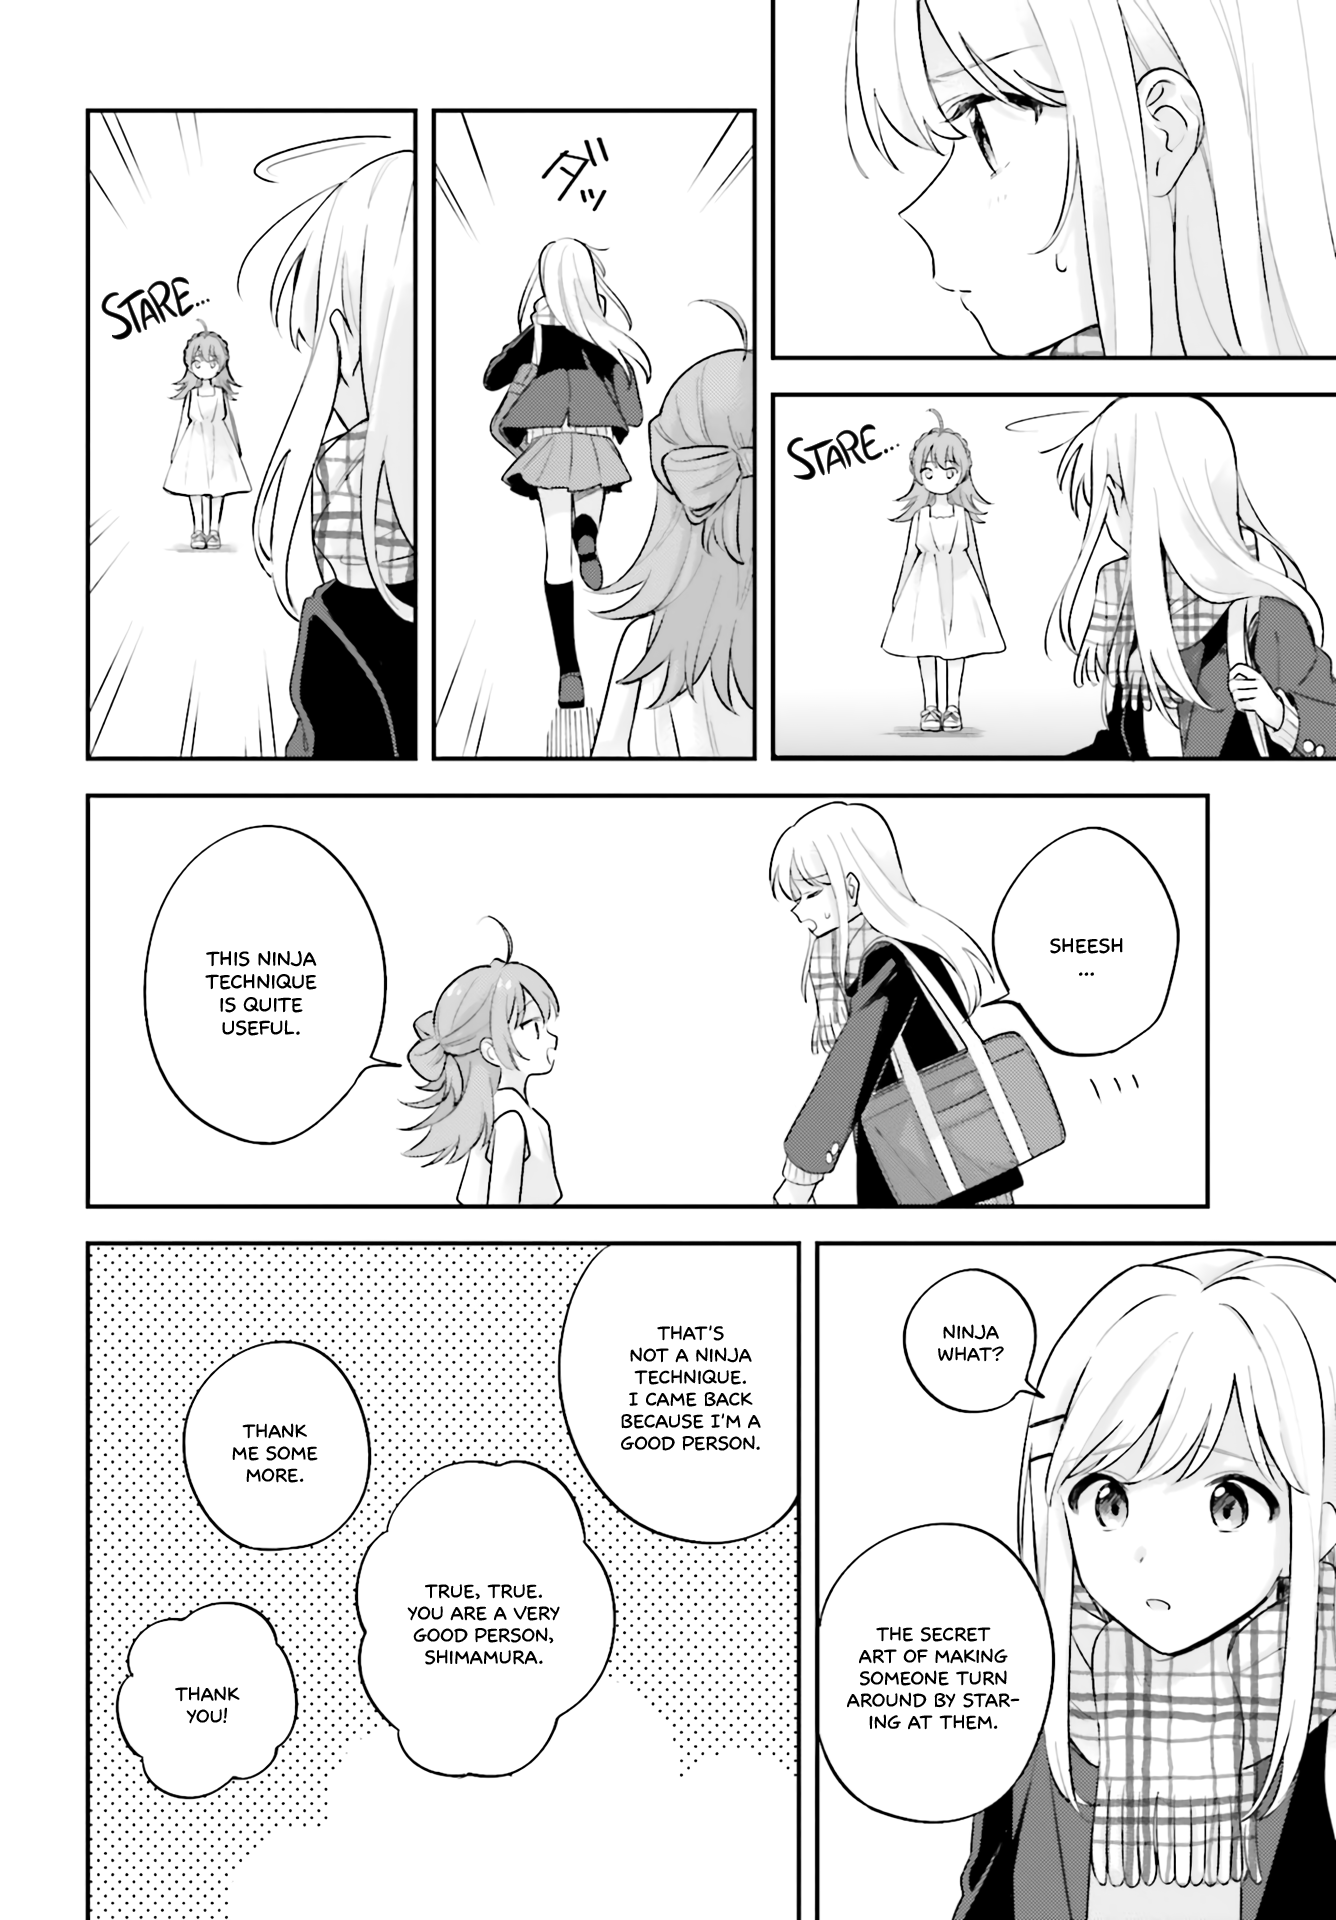 STARE...
ダッ
STARE...
SHEESH
...
THIS NINJA
TECHNIQUE
IS QUITE
USEFUL.
NINJA
WHAT?
THE SECRET
ART OF MAKING
SOMEONE TURN
AROUND BY STAR-
ING AT THEM.
THAT'S
NOT A NINJA
TECHNIQUE.
I CAME BACK
BECAUSE I'M A
GOOD PERSON.
TRUE, TRUE.
YOU ARE A VERY
GOOD PERSON,
SHIMAMURA.
THANK
ME SOME
MORE.
THANK
YOU!